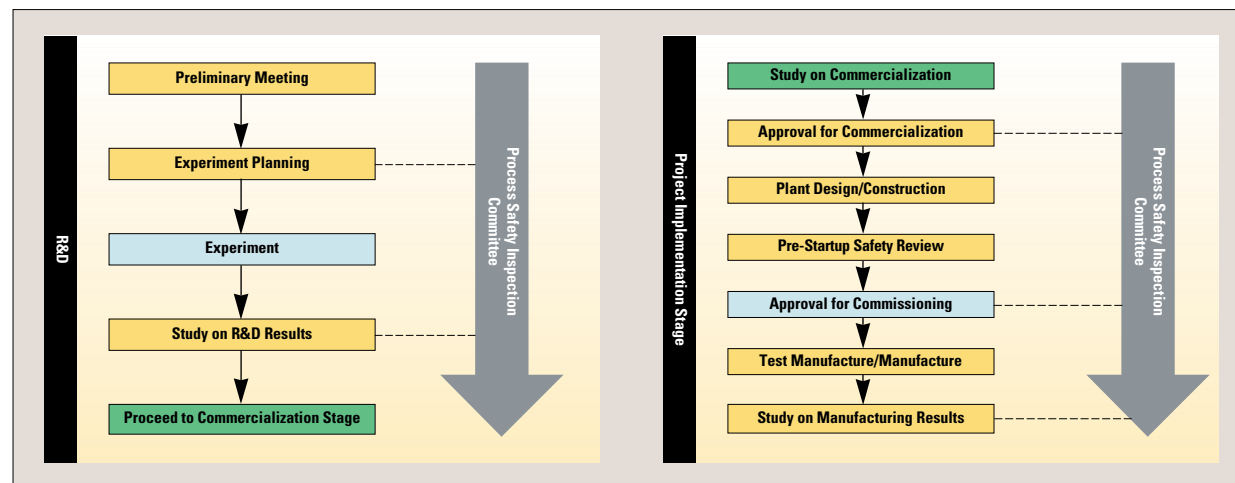 R&D
Preliminary Meeting
Experiment Planning
Experiment
Study on R&D Results
Proceed to Commercialization Stage
Process Safety Inspection
Committee
Project Implementation Stage
Study on Commercialization
Approval for Commercialization
Plant Design/Construction
Pre-Startup Safety Review
Approval for Commissioning
Test Manufacture/Manufacture
Study on Manufacturing Results
Process Safety Inspection
Committee